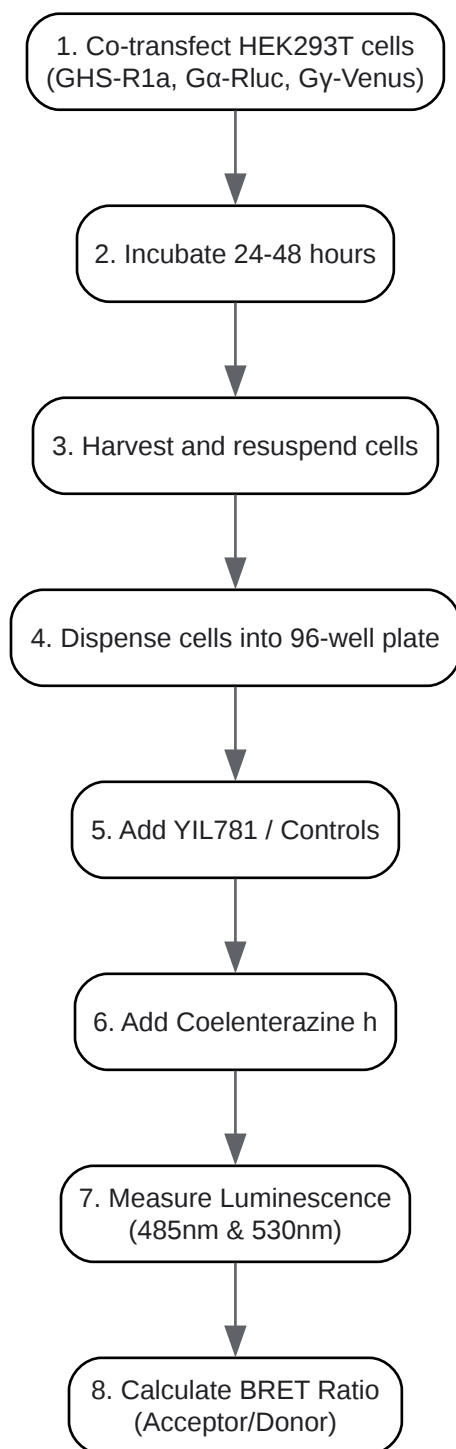 1. Co-transfect HEK293T cells
(GHS-R1a, Gα-Rluc, Gγ-Venus)
2. Incubate 24-48 hours
3. Harvest and resuspend cells
4. Dispense cells into 96-well plate
5. Add YIL781 / Controls
6. Add Coelenterazine h
7. Measure Luminescence
(485nm & 530nm)
8. Calculate BRET Ratio
(Acceptor/Donor)